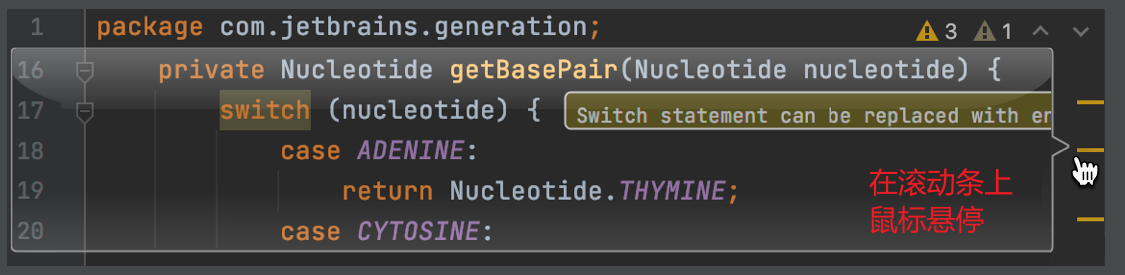 1 package com.jetbrains.generation; 3 1
16 private Nucleotide getBasePair(Nucleotide nucleotide) {
17 switch (nucleotide) { Switch statement can be replaced with en
18 case ADENINE:
19 return Nucleotide.THYMINE;
20 case CYTOSINE:
在滚动条上
鼠标悬停